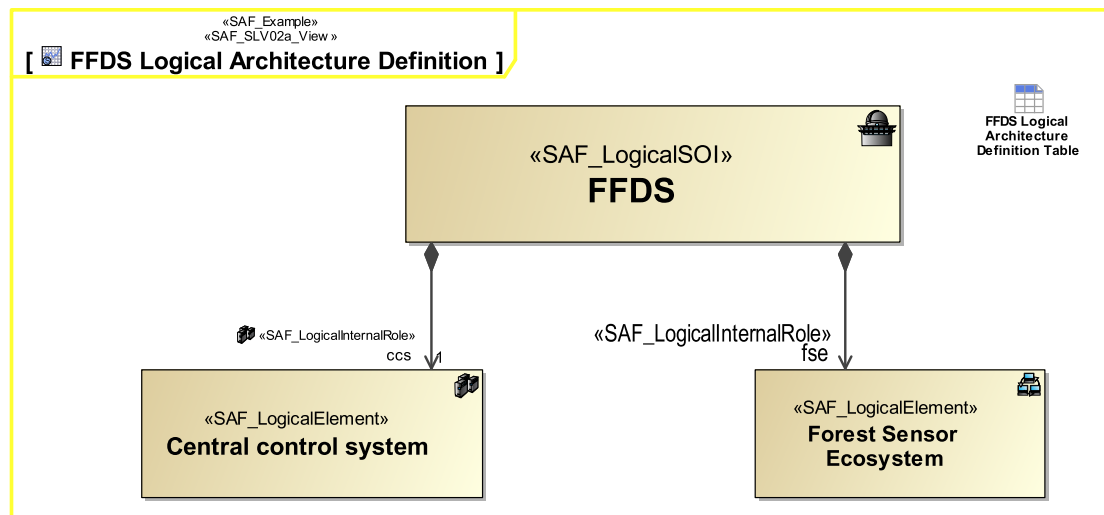 «SAF_Example»
«SAF_SLV02a_View »
[ FFDS Logical Architecture Definition ]
FFDS Logical
Architecture
Definition Table
«SAF_LogicalSOI»
FFDS
«SAF_LogicalInternalRole»
ccs 1
«SAF_LogicalInternalRole»
fse
«SAF_LogicalElement»
Central control system
«SAF_LogicalElement»
Forest Sensor
Ecosystem